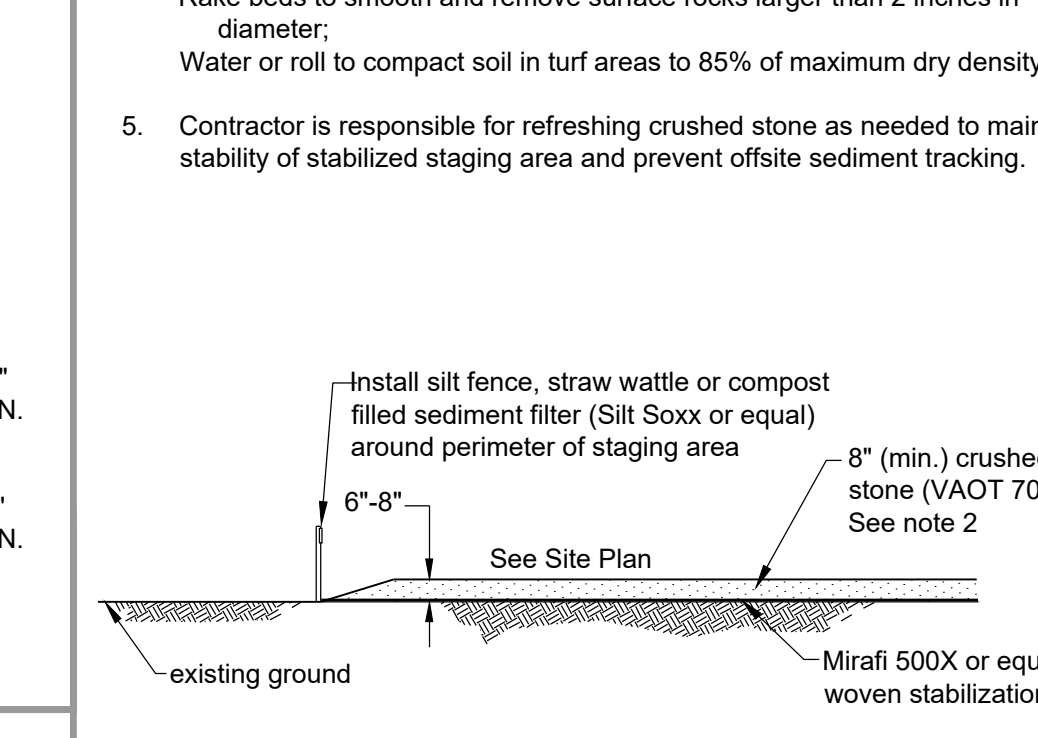 Rake beds to smooth and remove surface rocks larger than 2 inches in
diameter;
Water or roll to compact soil in turf areas to 85% of maximum dry density
5. Contractor is responsible for refreshing crushed stone as needed to
stability of stabilized staging area and prevent offsite sediment tracking.
"
N.
"
N.
Install silt fence, straw wattle or compost
filled sediment filter (Silt Soxx or equal)
around perimeter of staging area
6"-8"
8" (min.) crushe
stone (VAOT 70
See note 2
See Site Plan
existing ground
Mirafi 500X or equ
woven stabilization